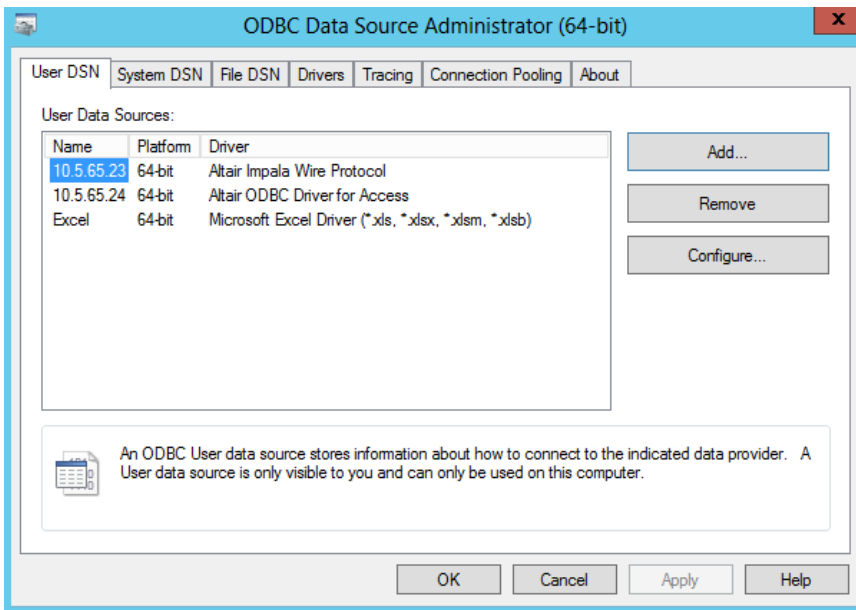 ODBC Data Source Administrator (64-bit)
x
User DSN System DSN File DSN Drivers Tracing Connection Pooling About
User Data Sources:
Name Platform Driver
10.5.65.23 64-bit Altair Impala Wire Protocol
10.5.65.24 64-bit Altair ODBC Driver for Access
Excel 64-bit Microsoft Excel Driver (*.xls, *.xlsx, *.xlsm, *.xlsb)
Add...
Remove
Configure...
An ODBC User data source stores information about how to connect to the indicated data provider. A
User data source is only visible to you and can only be used on this computer.
OK Cancel Apply Help